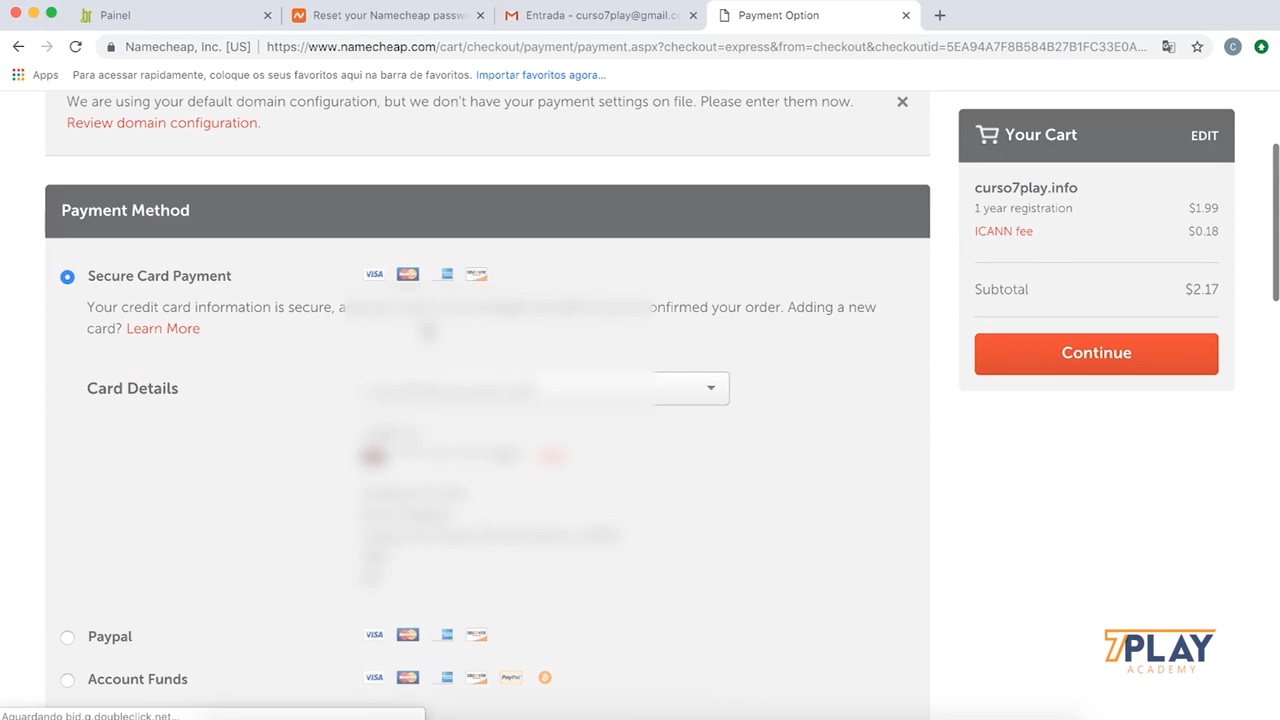 Painel
Reset your Namecheap passw
Entrada - curso7play@gmail.c
Payment Option
Namecheap, Inc. [US]
https://www.namecheap.com/cart/checkout/payment/payment.aspx?checkout=express&from=checkout&checkoutid=5EA94A7F8B584B27B1FC33E0A...
C
Apps
Para acessar rapidamente, coloque os seus favoritos aqui na barra de favoritos.
Importar favoritos agora...
We are using your default domain configuration, but we don't have your payment settings on file. Please enter them now.
Review domain configuration.
Your Cart
EDIT
curso7play.info
1 year registration $1.99
ICANN fee $0.18
Subtotal $2.17
Continue
Payment Method
Secure Card Payment
VISA
Your credit card information is secure, a
onfirmed your order. Adding a new
card? Learn More
Card Details
Paypal
VISA
Account Funds
VISA
PayPal
7PLAY
ACADEMY
Aguardando bid.g.doubleclick.net...